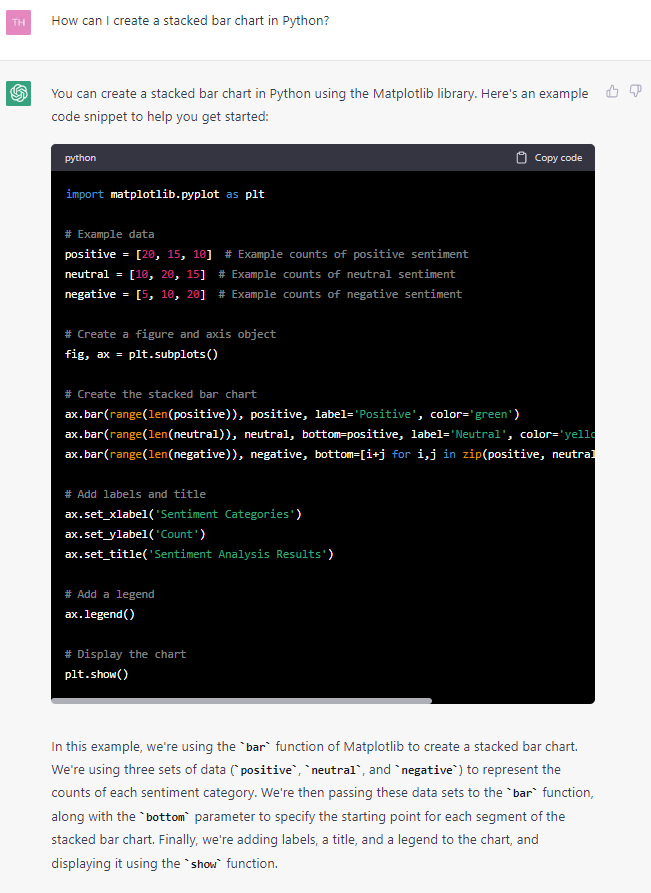 TH
How can I create a stacked bar chart in Python?
You can create a stacked bar chart in Python using the Matplotlib library. Here's an example
code snippet to help you get started:
python
Copy code
import matplotlib.pyplot as plt
# Example data
positive = [20, 15, 10]  # Example counts of positive sentiment
neutral = [10, 20, 15]  # Example counts of neutral sentiment
negative = [5, 10, 20]  # Example counts of negative sentiment
# Create a figure and axis object
fig, ax = plt.subplots()
# Create the stacked bar chart
ax.bar(range(len(positive)), positive, label='Positive', color='green')
ax.bar(range(len(neutral)), neutral, bottom=positive, label='Neutral', color='yello
ax.bar(range(len(negative)), negative, bottom=[i+j for i,j in zip(positive, neutral
# Add labels and title
ax.set_xlabel('Sentiment Categories')
ax.set_ylabel('Count')
ax.set_title('Sentiment Analysis Results')
# Add a legend
ax.legend()
# Display the chart
plt.show()
In this example, we're using the `bar` function of Matplotlib to create a stacked bar chart.
We're using three sets of data (`positive`, `neutral`, and `negative`) to represent the
counts of each sentiment category. We're then passing these data sets to the `bar` function,
along with the `bottom` parameter to specify the starting point for each segment of the
stacked bar chart. Finally, we're adding labels, a title, and a legend to the chart, and
displaying it using the `show` function.